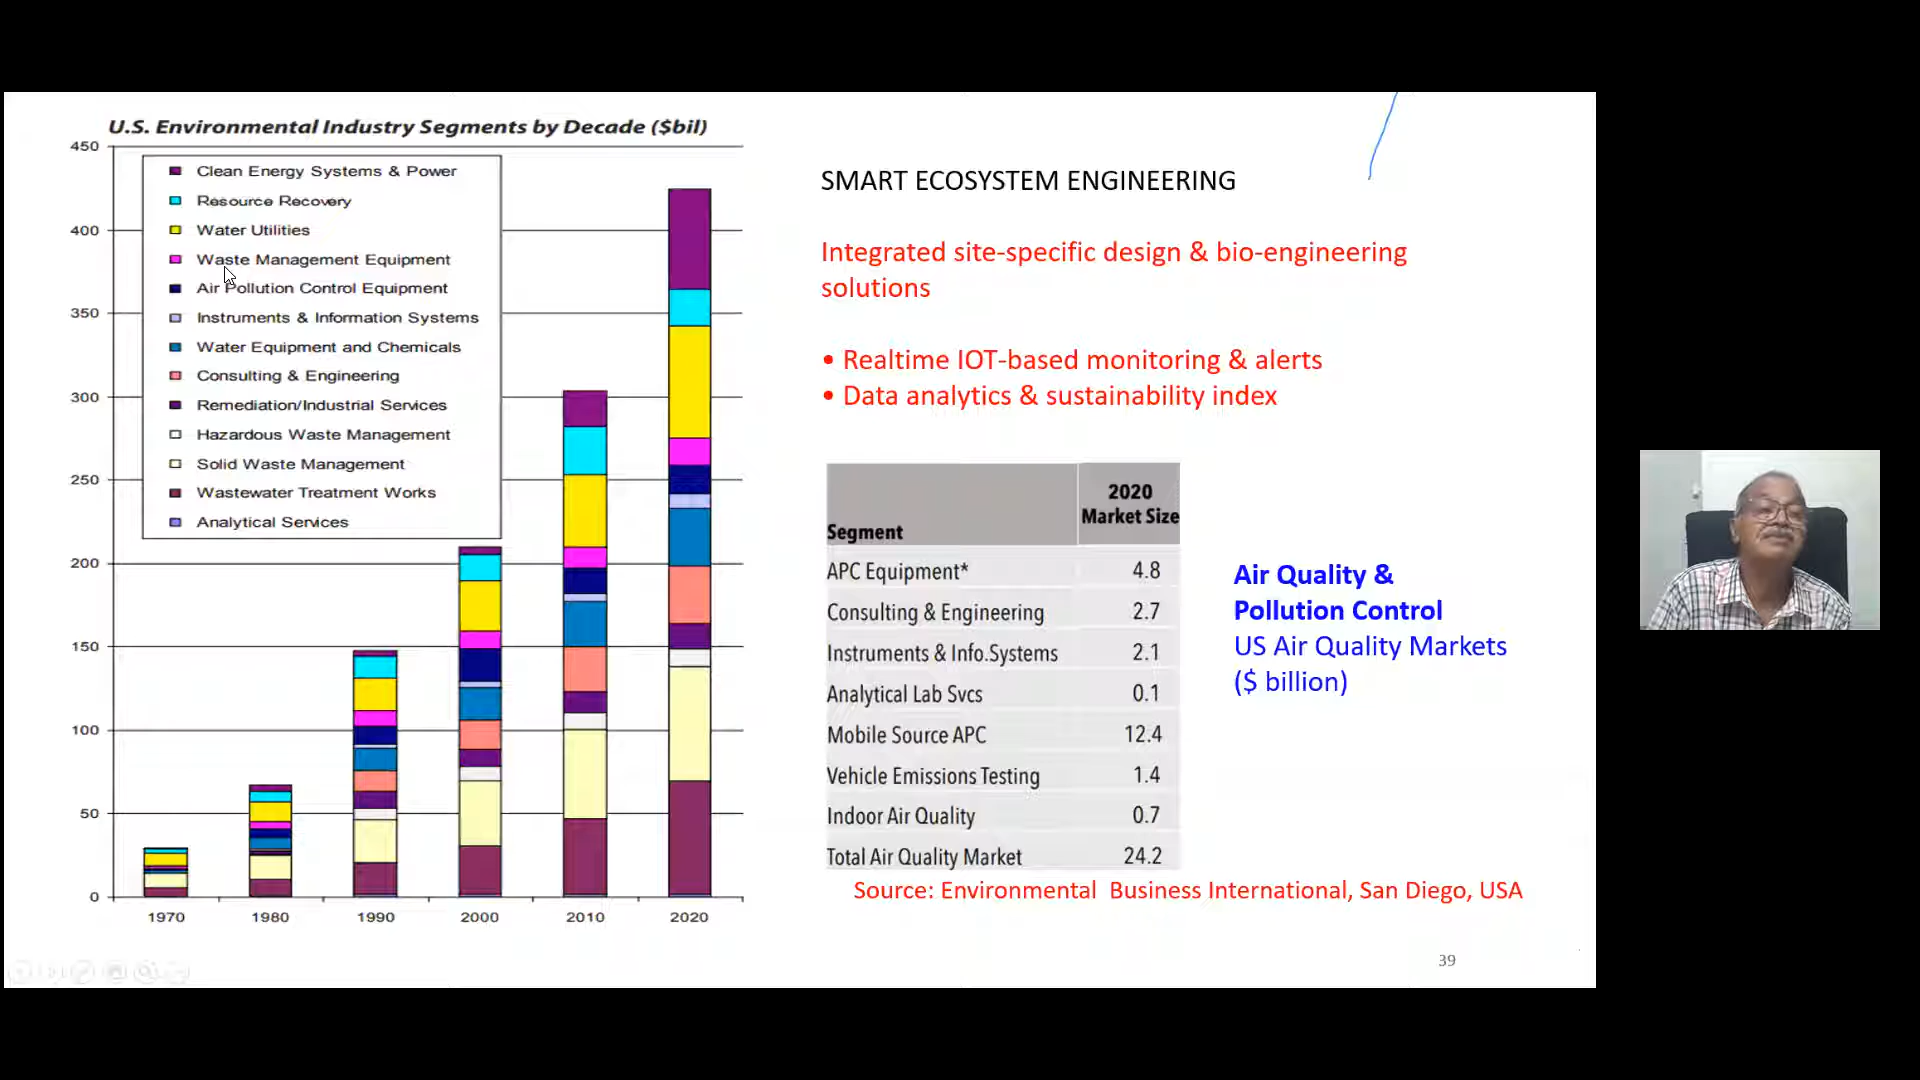 U.S. Environmental Industry Segments by Decade ($bil)
450
400
350
300
250
200
150
100
50
0
Clean Energy Systems & Power
Resource Recovery
Water Utilities
Waste Management Equipment
Air Pollution Control Equipment
Instruments & Information Systems
Water Equipment and Chemicals
Consulting & Engineering
Remediation/Industrial Services
Hazardous Waste Management
Solid Waste Management
Wastewater Treatment Works
Analytical Services
1970 1980 1990 2000 2010 2020
SMART ECOSYSTEM ENGINEERING
Integrated site-specific design & bio-engineering
solutions
• Realtime IOT-based monitoring & alerts
• Data analytics & sustainability index
Segment 2020
Market Size
APC Equipment* 4.8
Consulting & Engineering 2.7
Instruments & Info.Systems 2.1
Analytical Lab Svcs 0.1
Mobile Source APC 12.4
Vehicle Emissions Testing 1.4
Indoor Air Quality 0.7
Total Air Quality Market 24.2
Air Quality &
Pollution Control
US Air Quality Markets
($ billion)
Source: Environmental Business International, San Diego, USA
39